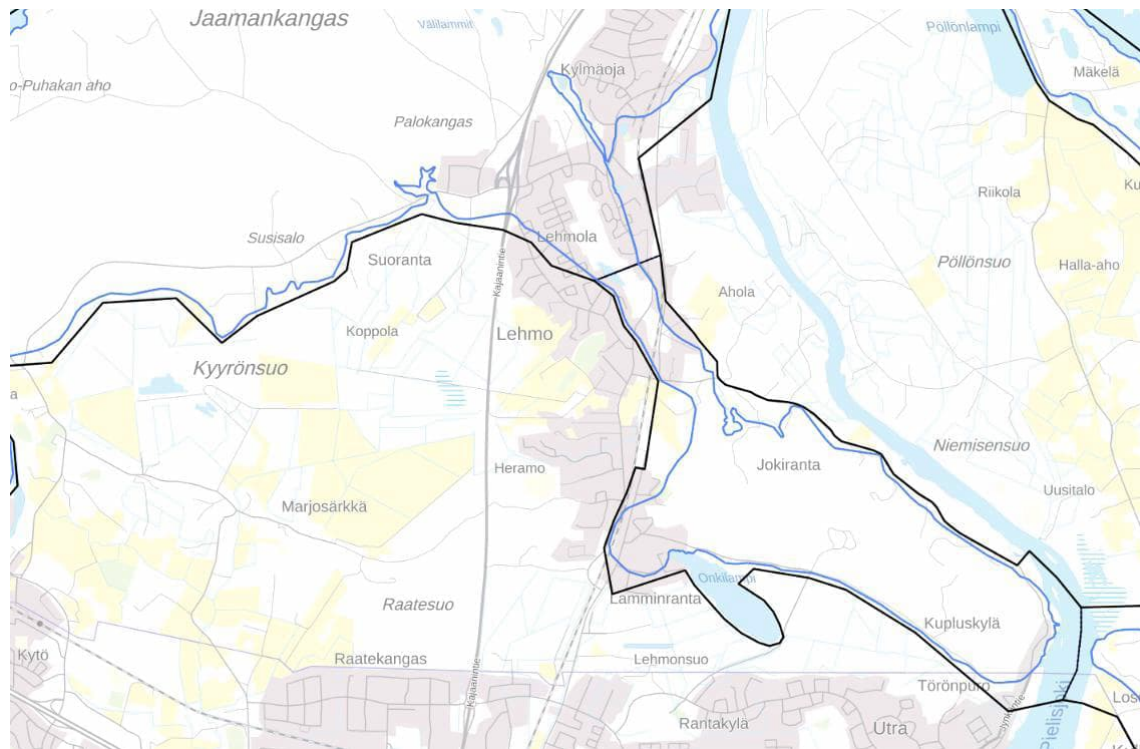 Jaamankangas
Välilammit
Pöllönlampi
Kylmäoja
Mäkelä
o-Puhakan aho
Palokangas
Riikola
Ku
Susisalo
Lehmola
Suoranta
Pöllönsuo
Halla-aho
Kajaanintie
Ahola
Koppola
Lehmo
Kyyrönsuo
a
Niemisensuo
Heramo
Jokiranta
Uusitalo
Marjosärkkä
Onkilampi
Raatesuo
Lamminranta
Kupluskylä
Kytö
Raatekangas
Lehmonsuo
Kajaanintie
Törönpuro
Pielisjoki
Rantakylä
Utra